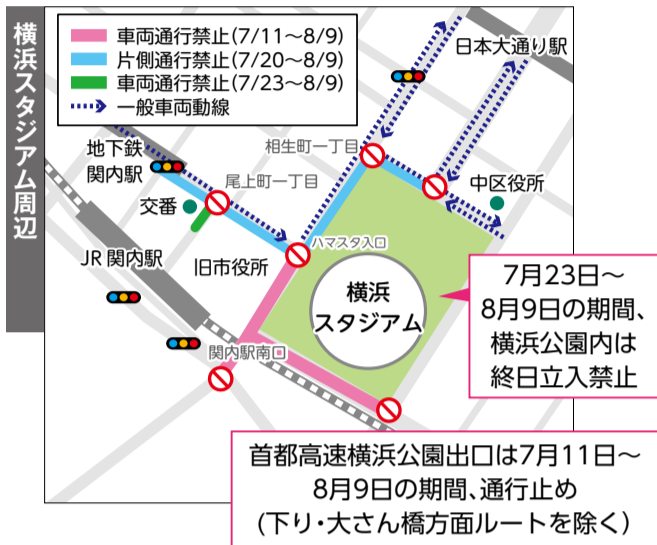 横浜スタジアム周辺
車両通行禁止(7/11～8/9)
片側通行禁止(7/20～8/9)
車両通行禁止(7/23～8/9)
一般車両動線
日本大通り駅
相生町一丁目
地下鉄
関内駅
尾上町一丁目
中区役所
交番
ハマスタ入口
JR関内駅
旧市役所
横浜
スタジアム
7月23日～
8月9日の期間、
横浜公園内は
終日立入禁止
関内駅南口
首都高速横浜公園出口は7月11日～
8月9日の期間、通行止め
(下り・大さん橋方面ルートを除く)